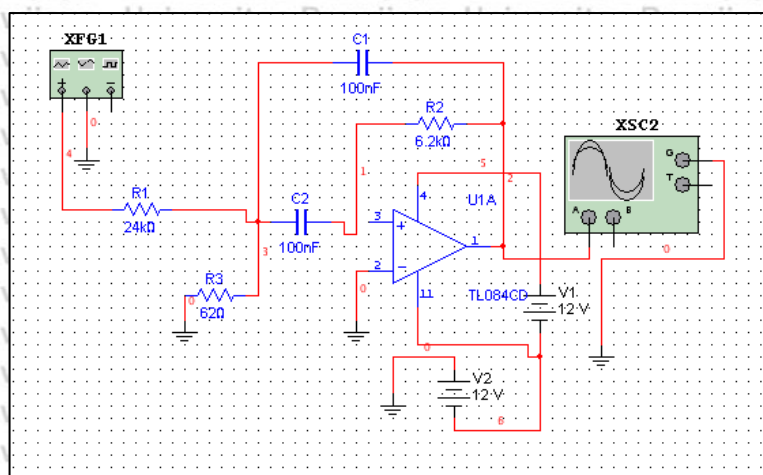 XFG1
C1
100nF
R2
6.2kΩ
XSC2
G
T
A
B
4
0
1
5
2
R1
24kΩ
C2
100nF
3
3
4
U1A
+
1
2
−
11
TL084CD
0
0
R3
62Ω
0
V1
12 V
0
V2
12 V
6